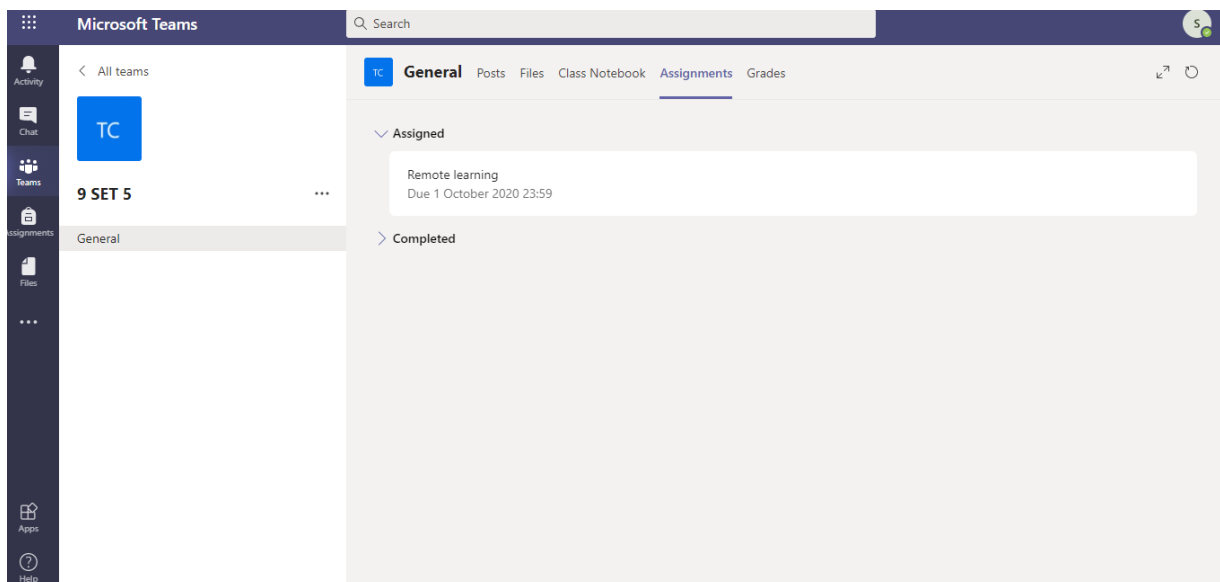 Microsoft Teams
Search
S
Activity
Chat
Teams
ssignments
Files
Apps
Help
All teams
TC
9 SET 5
General
TC
General Posts Files Class Notebook Assignments Grades
Assigned
Remote learning
Due 1 October 2020 23:59
Completed